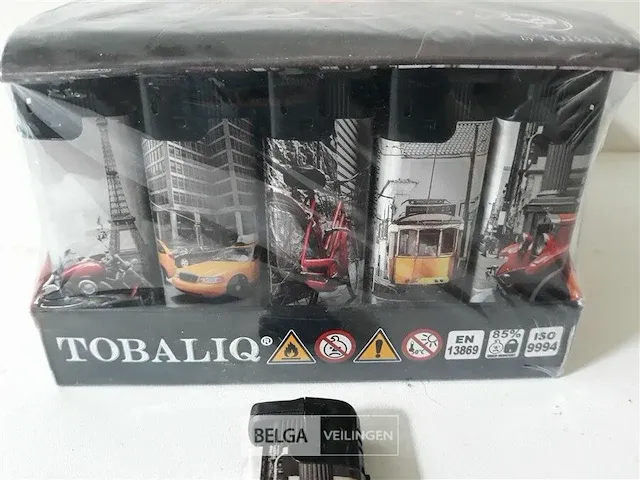 TOBALIQ®
EN 13869
85%
ISO 9994
BELGA VEILINGEN